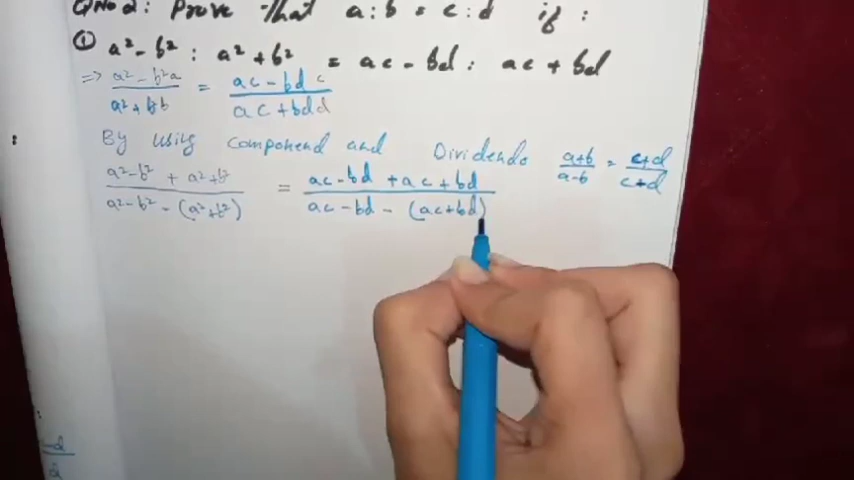 QNo 2: Prove that a:b = c:d if:
① a²-b² : a²+b² = ac-bd : ac+bd
⇒ a²-b² a / a²+b² b = ac-bd c / ac+bd d
By using Componend and Dividendo a+b / a-b = c+d / c+d
a²-b² + a²+b² / a²-b² - (a²+b²) = ac-bd + ac+bd / ac-bd - (ac+bd)